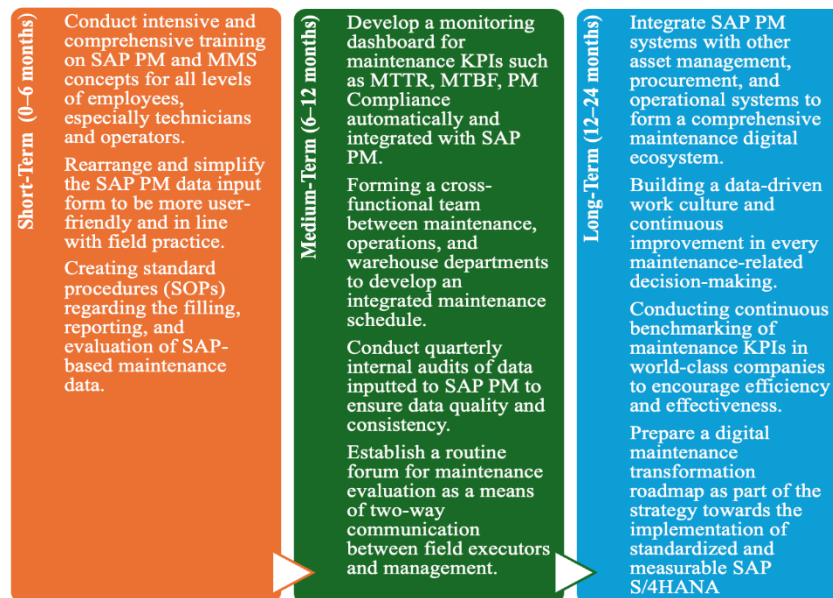 Short-Term (0–6 months)
Conduct intensive and
comprehensive training
on SAP PM and MMS
concepts for all levels
of employees,
especially technicians
and operators.
Rearrange and simplify
the SAP PM data input
form to be more user-
friendly and in line
with field practice.
Creating standard
procedures (SOPs)
regarding the filling,
reporting, and
evaluation of SAP-
based maintenance
data.
Medium-Term (6–12 months)
Develop a monitoring
dashboard for
maintenance KPIs such
as MTTR, MTBF, PM
Compliance
automatically and
integrated with SAP
PM.
Forming a cross-
functional team
between maintenance,
operations, and
warehouse departments
to develop an
integrated maintenance
schedule.
Conduct quarterly
internal audits of data
inputted to SAP PM to
ensure data quality and
consistency.
Establish a routine
forum for maintenance
evaluation as a means
of two-way
communication
between field executors
and management.
Long-Term (12–24 months)
Integrate SAP PM
systems with other
asset management,
procurement, and
operational systems to
form a comprehensive
maintenance digital
ecosystem.
Building a data-driven
work culture and
continuous
improvement in every
maintenance-related
decision-making.
Conducting continuous
benchmarking of
maintenance KPIs in
world-class companies
to encourage efficiency
and effectiveness.
Prepare a digital
maintenance
transformation
roadmap as part of the
strategy towards the
implementation of
standardized and
measurable SAP
S/4HANA